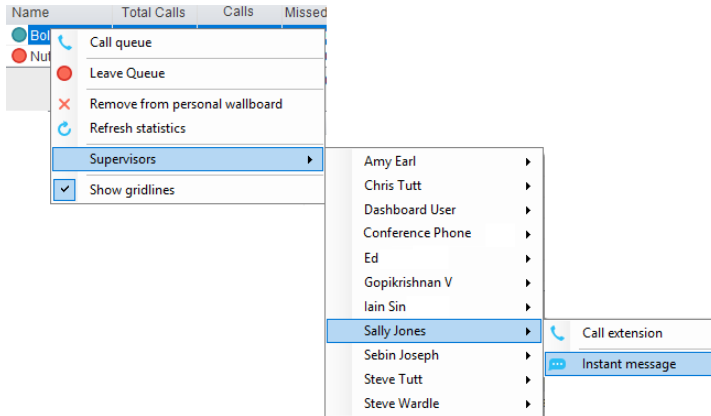 Name Total Calls Calls Missed
Call queue
Leave Queue
Remove from personal wallboard
Refresh statistics
Supervisors
Show gridlines
Amy Earl
Chris Tutt
Dashboard User
Conference Phone
Ed
Gopikrishnan V
Iain Sin
Sally Jones
Sebin Joseph
Steve Tutt
Steve Wardle
Call extension
Instant message